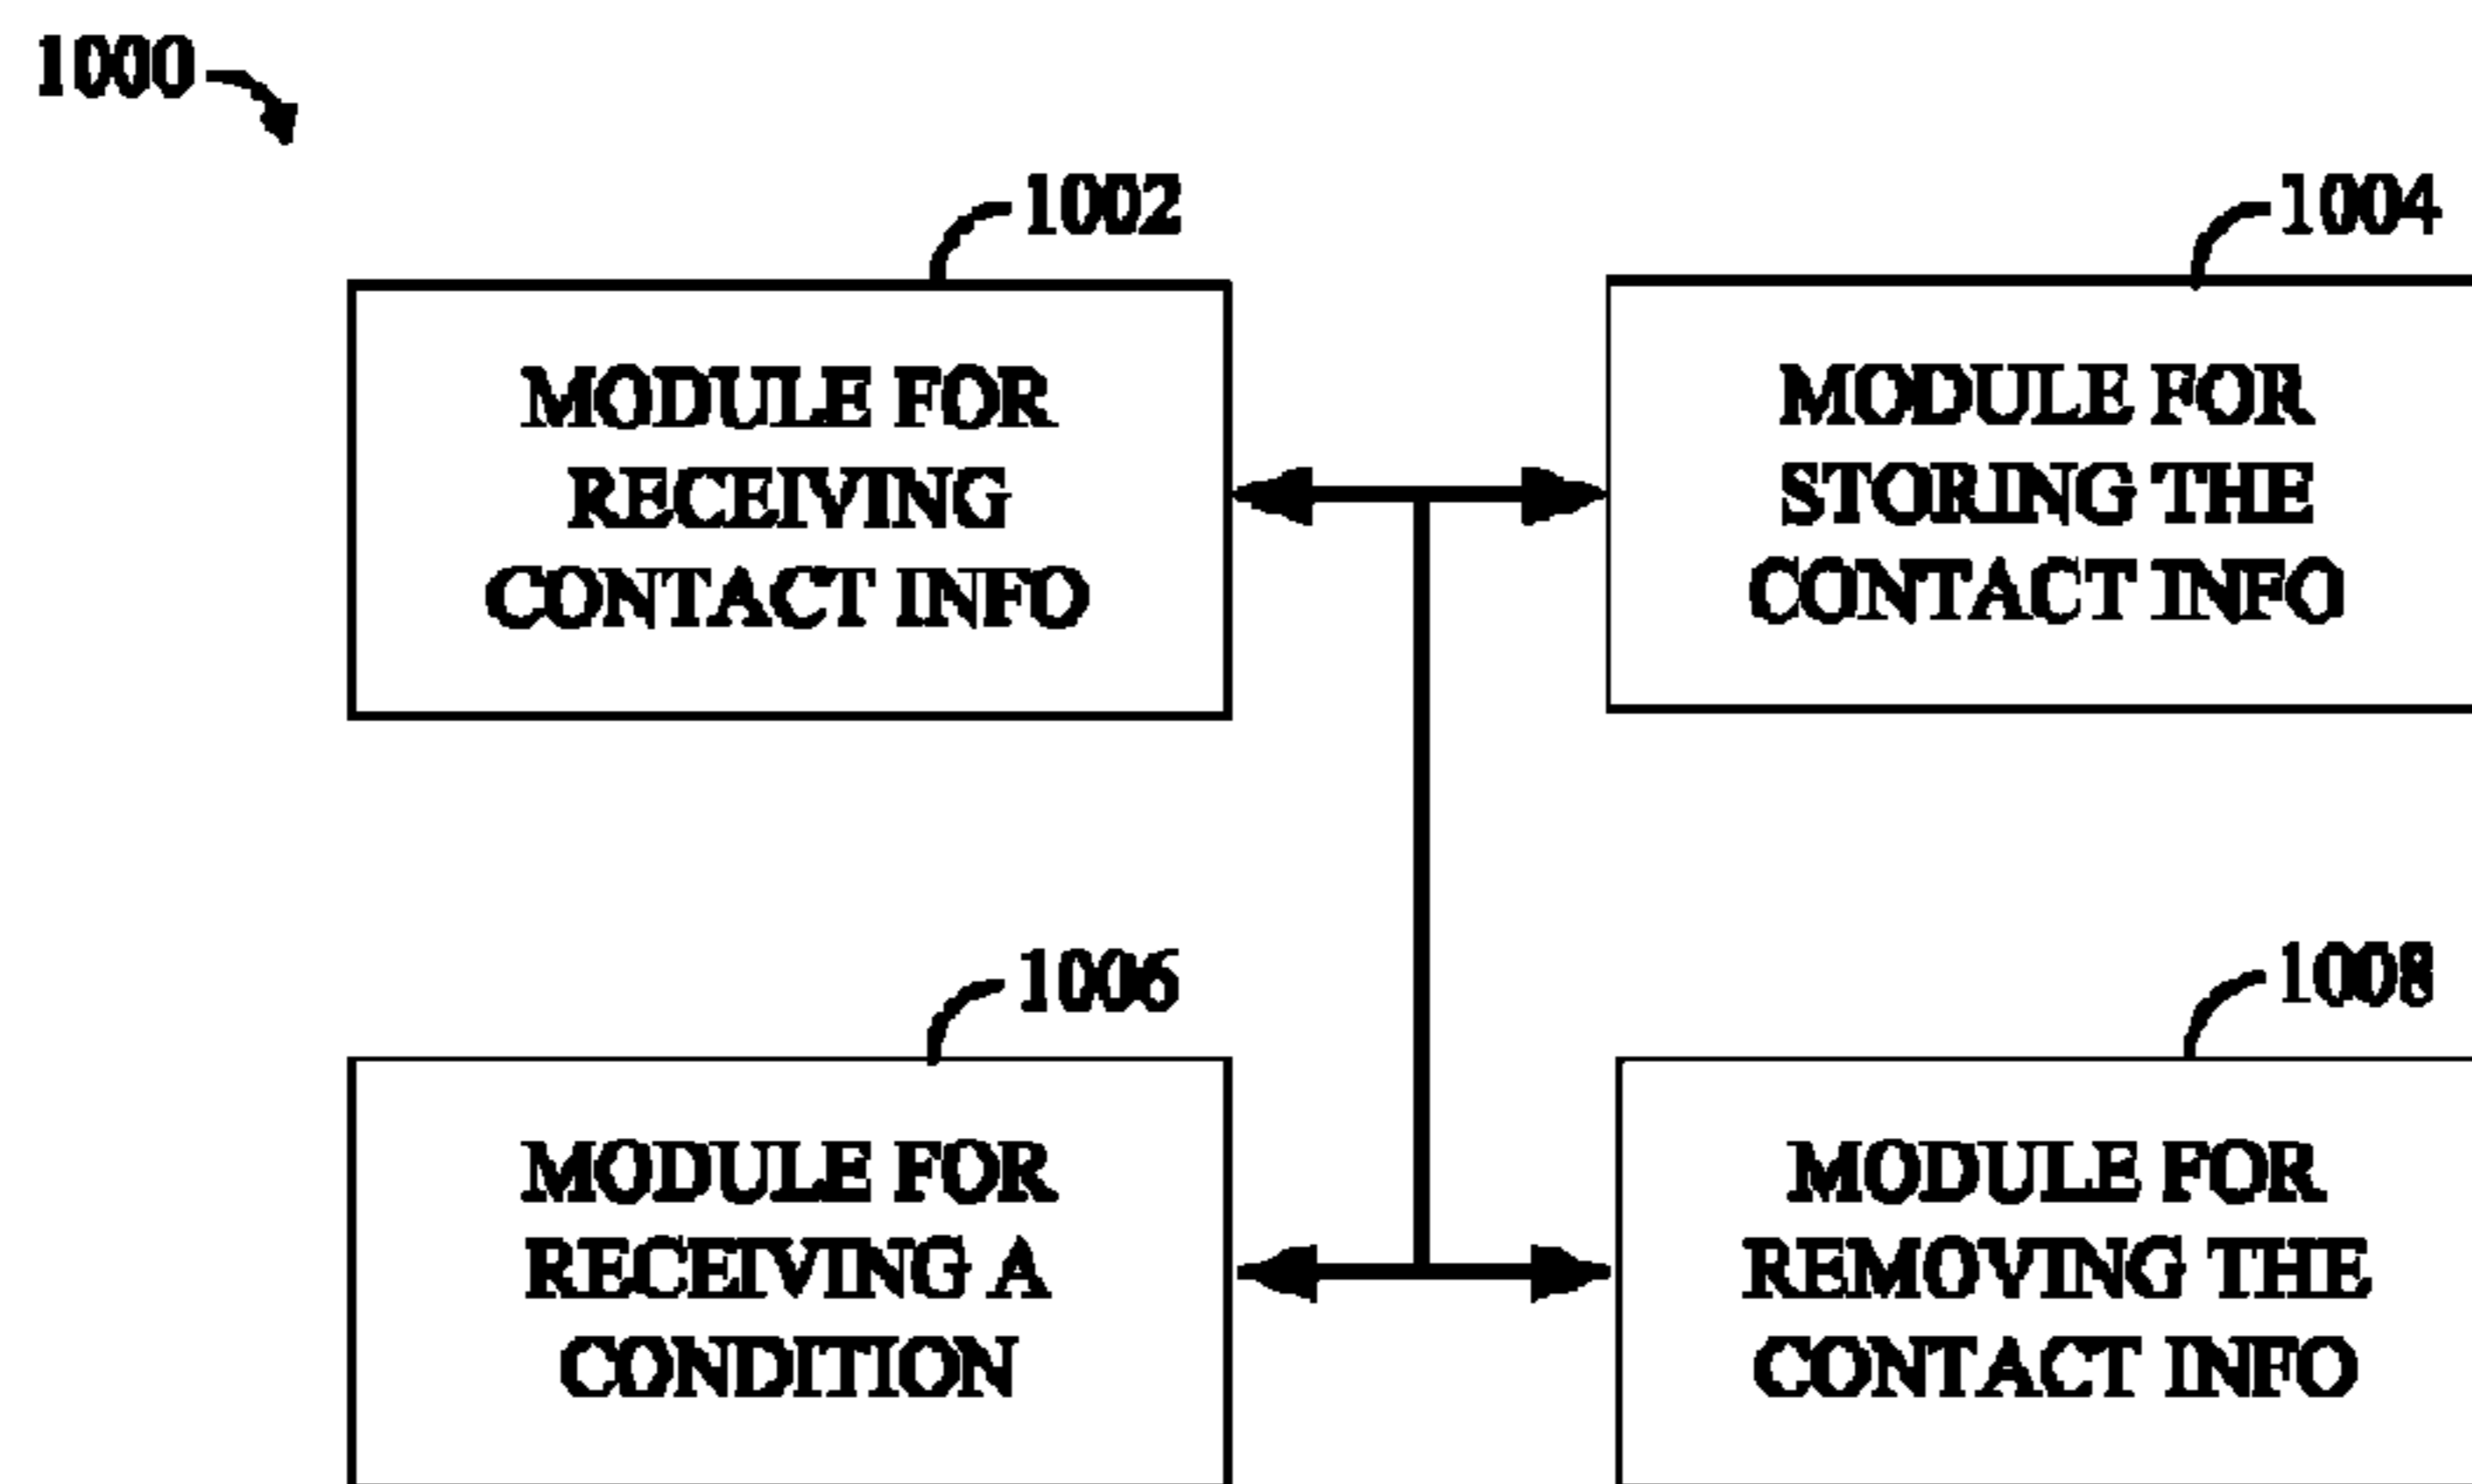 1000
1002
1004
MODULE FOR
RECEIVING
CONTACT INFO
MODULE FOR
STORING THE
CONTACT INFO
1006
1008
MODULE FOR
RECEIVING A
CONDITION
MODULE FOR
REMOVING THE
CONTACT INFO